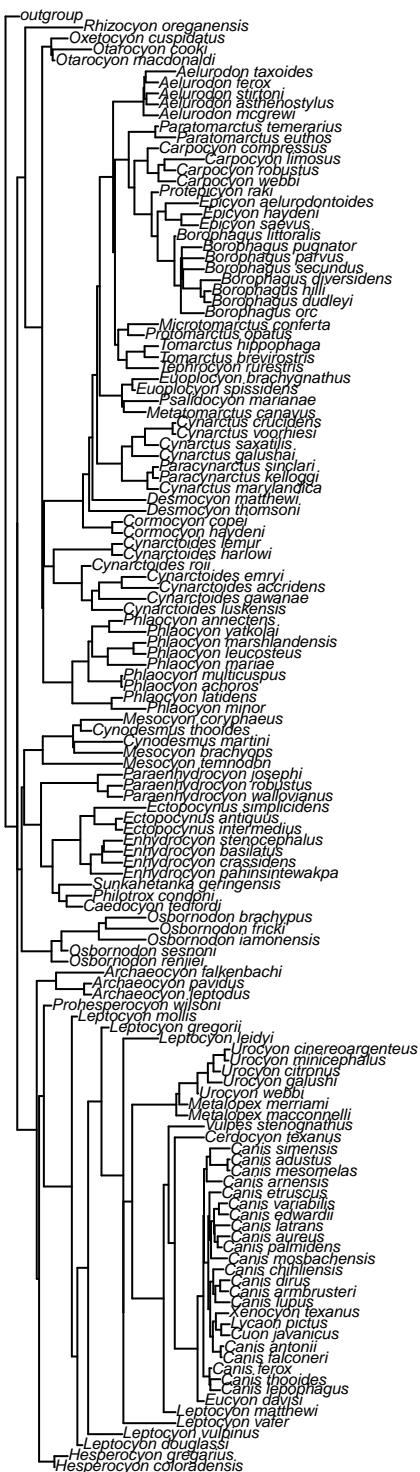 outgroup
Rhizocyon oreganensis
Oxetocyon cuspidatus
Otarocyon cooki
Otarocyon macdonaldi
Aelurodon taxoides
Aelurodon ferox
Aelurodon stirtoni
Aelurodon asthenostylus
Aelurodon mcgrewi
Paratomarctus temerarius
Paratomarctus euthos
Carpocyon compressus
Carpocyon limosus
Carpocyon robustus
Carpocyon webbi
Protepicyon raki
Epicyon aelurodontoides
Epicyon haydeni
Epicyon saevus
Borophagus littoralis
Borophagus pugnator
Borophagus parvus
Borophagus secundus
Borophagus diversidens
Borophagus hilli
Borophagus dudleyi
Borophagus orc
Microtomarctus conferta
Protomarctus opatus
Tomarctus hippophaga
Tomarctus brevirostris
Tephrocyon rurestris
Euoplocyon brachygnathus
Euoplocyon spissidens
Psalidocyon marianae
Metatomarctus canavus
Cynarctus crucidens
Cynarctus voorhiesi
Cynarctus saxatilis
Cynarctus galushai
Paracynarctus sinclari
Paracynarctus kelloggi
Cynarctus marylandica
Desmocyon matthewi
Desmocyon thomsoni
Cormocyon copei
Cormocyon haydeni
Cynarctoides lemur
Cynarctoides harlowi
Cynarctoides roii
Cynarctoides emryi
Cynarctoides accridens
Cynarctoides gawanae
Cynarctoides luskensis
Phlaocyon annectens
Phlaocyon yatkolai
Phlaocyon marshlandensis
Phlaocyon leucosteus
Phlaocyon mariae
Phlaocyon multicuspus
Phlaocyon achoros
Phlaocyon latidens
Phlaocyon minor
Mesocyon coryphaeus
Cynodesmus thooides
Cynodesmus martini
Mesocyon brachyops
Mesocyon temnodon
Paraenhydrocyon josephi
Paraenhydrocyon robustus
Paraenhydrocyon wallovianus
Ectopocynus simplicidens
Ectopocynus antiquus
Ectopocynus intermedius
Enhydrocyon stenocephalus
Enhydrocyon basilatus
Enhydrocyon crassidens
Enhydrocyon pahinsintewakpa
Sunkahetanka geringensis
Philotrox condoni
Caedocyon tedfordi
Osbornodon brachypus
Osbornodon fricki
Osbornodon iamonensis
Osbornodon sesnoni
Osbornodon renjiei
Archaeocyon falkenbachi
Archaeocyon pavidus
Archaeocyon leptodus
Prohesperocyon wilsoni
Leptocyon mollis
Leptocyon gregorii
Leptocyon leidyi
Urocyon cinereoargenteus
Urocyon minicephalus
Urocyon citronus
Urocyon galushi
Urocyon webbi
Metalopex merriami
Metalopex macconnelli
Vulpes stenognathus
Cerdocyon texanus
Canis simensis
Canis adustus
Canis mesomelas
Canis arnensis
Canis etruscus
Canis variabilis
Canis edwardii
Canis latrans
Canis aureus
Canis palmidens
Canis mosbachensis
Canis chihliensis
Canis dirus
Canis armbrusteri
Canis lupus
Xenocyon texanus
Lycaon pictus
Cuon javanicus
Canis antonii
Canis falconeri
Canis ferox
Canis thooides
Canis lepophagus
Eucyon davisi
Leptocyon matthewi
Leptocyon vafer
Leptocyon vulpinus
Leptocyon douglassi
Hesperocyon gregarius
Hesperocyon coloradensis